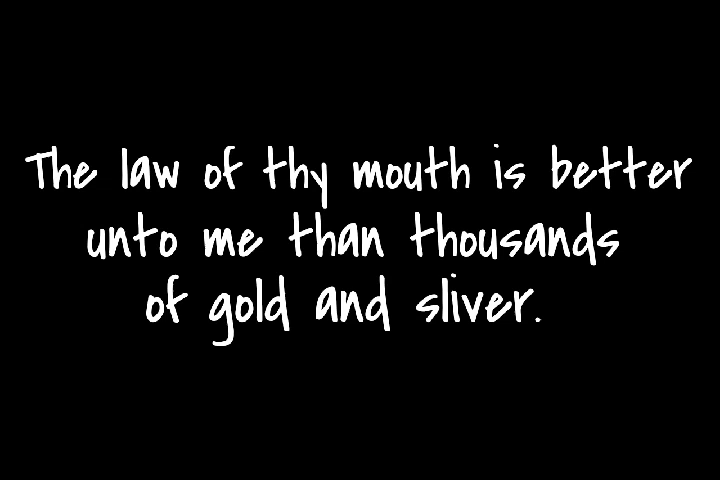 The law of thy mouth is better
unto me than thousands
of gold and sliver.